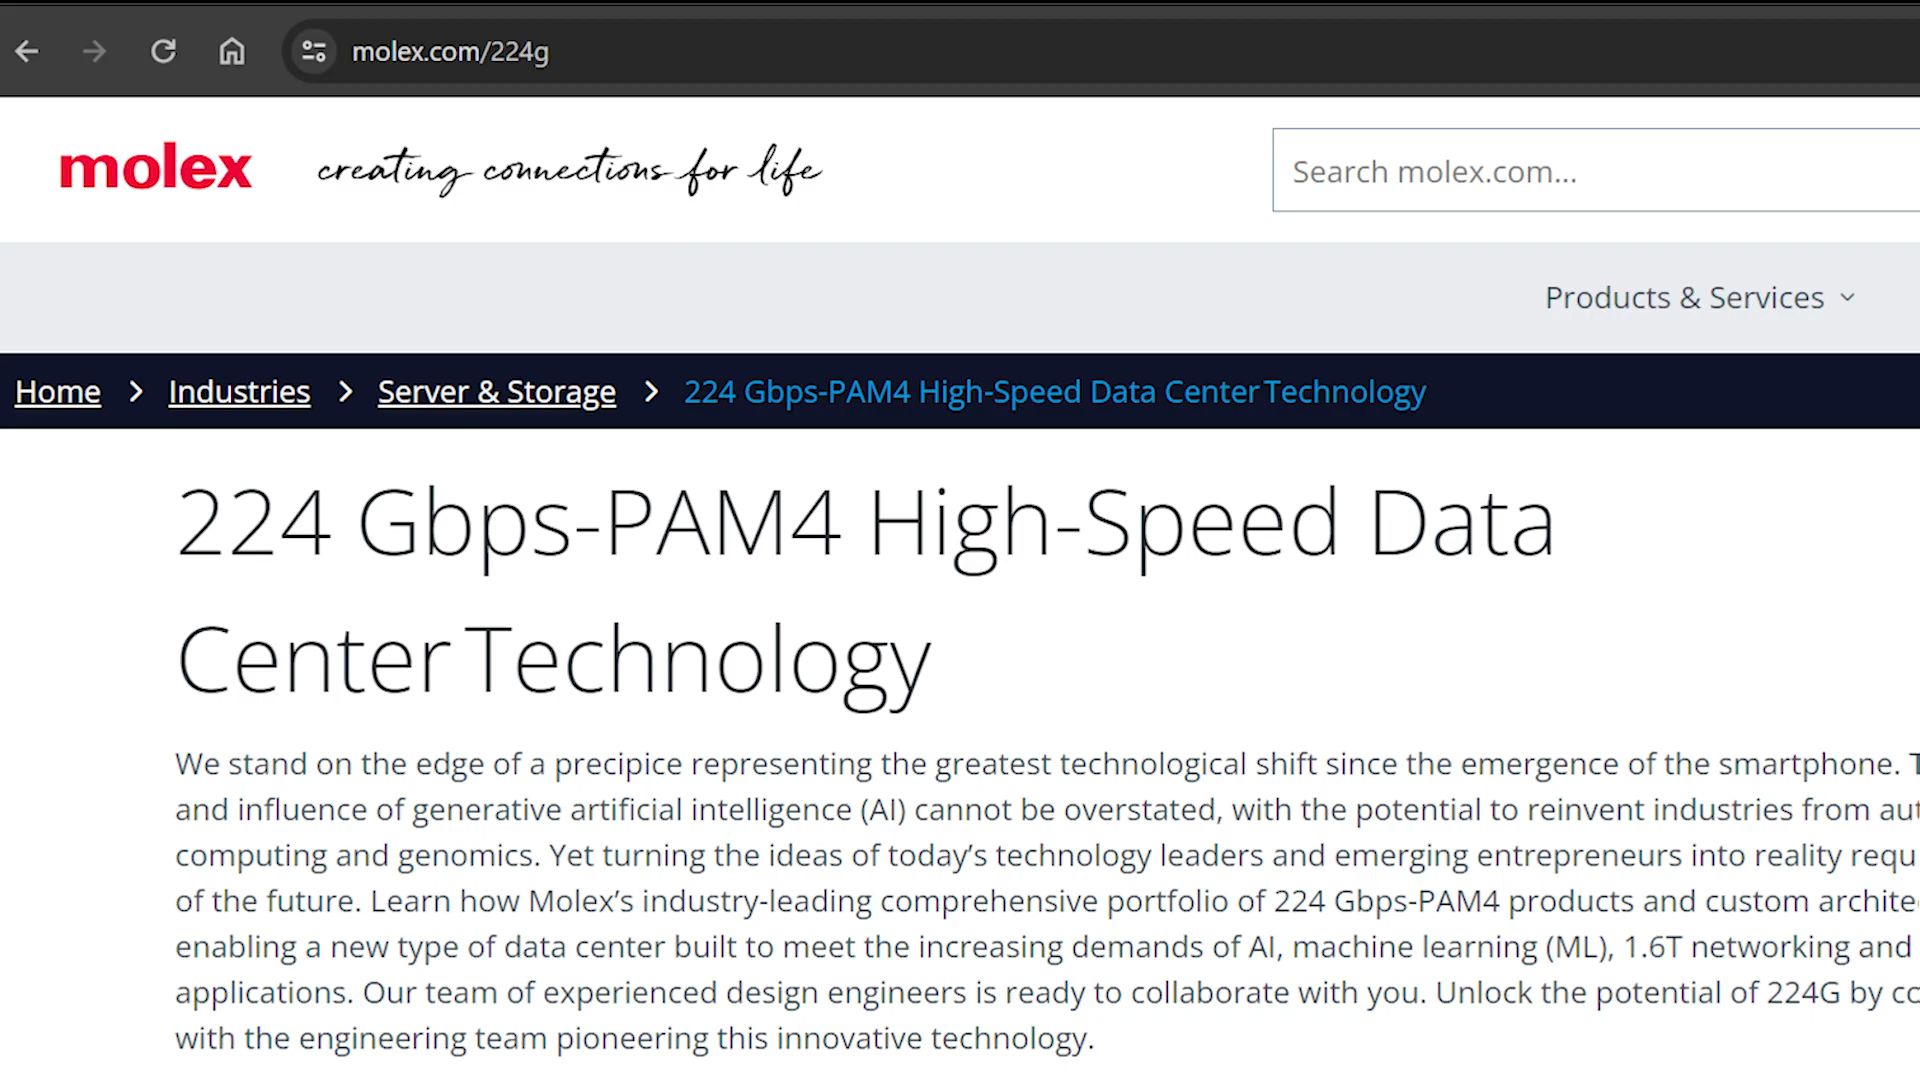 molex.com/224g
molex creating connections for life
Search molex.com...
Products & Services
Home > Industries > Server & Storage > 224 Gbps-PAM4 High-Speed Data Center Technology
224 Gbps-PAM4 High-Speed Data
Center Technology
We stand on the edge of a precipice representing the greatest technological shift since the emergence of the smartphone.
and influence of generative artificial intelligence (AI) cannot be overstated, with the potential to reinvent industries from
computing and genomics. Yet turning the ideas of today's technology leaders and emerging entrepreneurs into reality
of the future. Learn how Molex's industry-leading comprehensive portfolio of 224 Gbps-PAM4 products and custom
enabling a new type of data center built to meet the increasing demands of AI, machine learning (ML), 1.6T networking and
applications. Our team of experienced design engineers is ready to collaborate with you. Unlock the potential of 224G by
with the engineering team pioneering this innovative technology.